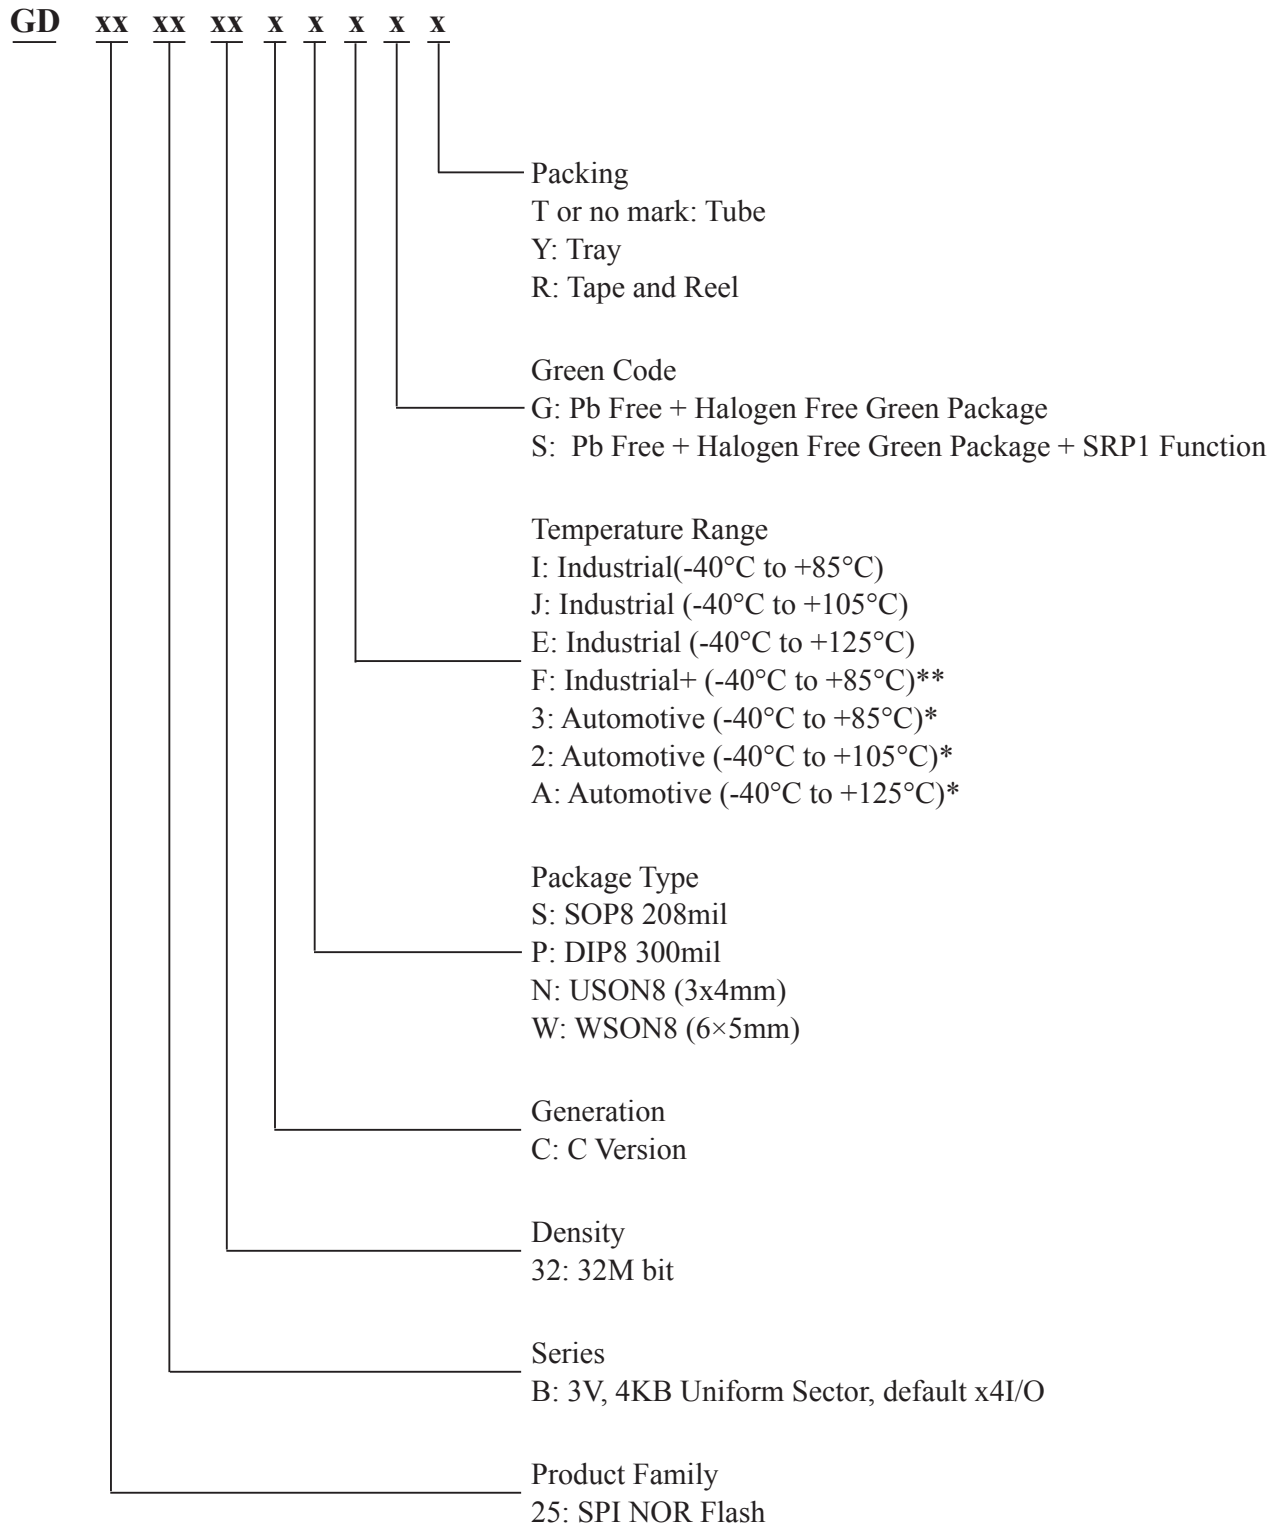 GD xx xx xx x x x x x
Packing
T or no mark: Tube
Y: Tray
R: Tape and Reel
Green Code
G: Pb Free + Halogen Free Green Package
S: Pb Free + Halogen Free Green Package + SRP1 Function
Temperature Range
I: Industrial(-40°C to +85°C)
J: Industrial (-40°C to +105°C)
E: Industrial (-40°C to +125°C)
F: Industrial+ (-40°C to +85°C)**
3: Automotive (-40°C to +85°C)*
2: Automotive (-40°C to +105°C)*
A: Automotive (-40°C to +125°C)*
Package Type
S: SOP8 208mil
P: DIP8 300mil
N: USON8 (3x4mm)
W: WSON8 (6×5mm)
Generation
C: C Version
Density
32: 32M bit
Series
B: 3V, 4KB Uniform Sector, default x4I/O
Product Family
25: SPI NOR Flash